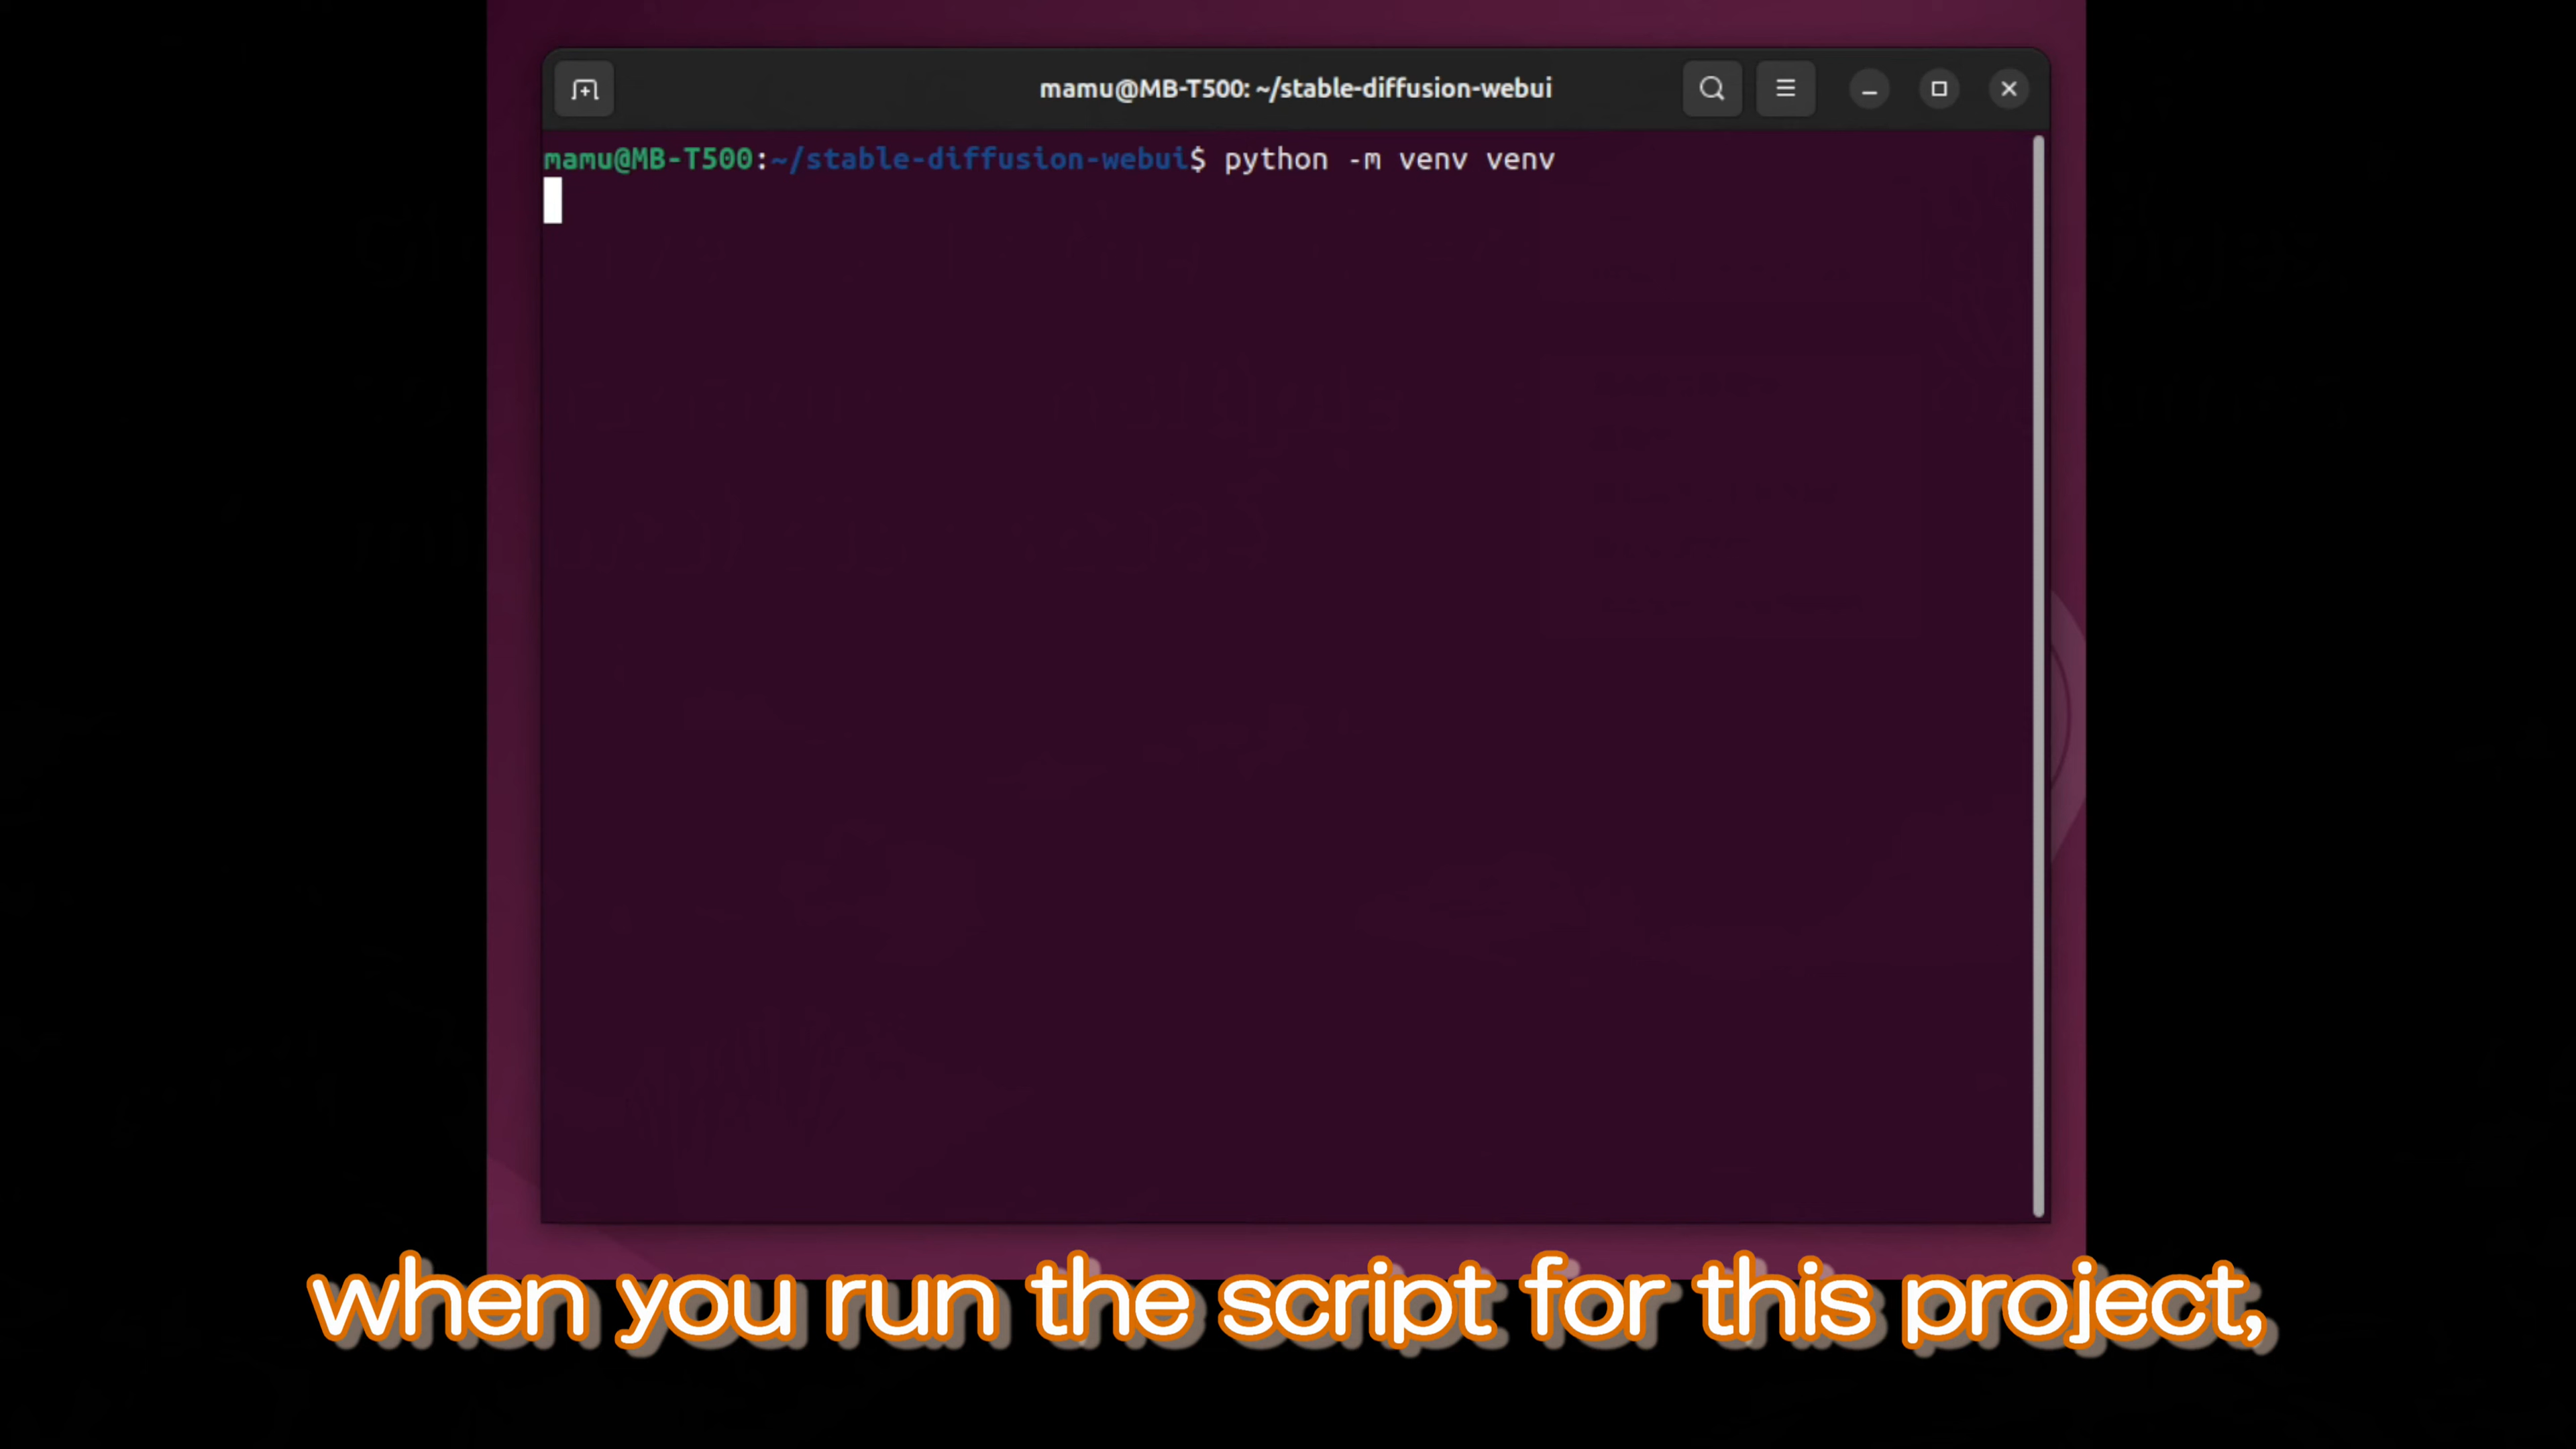 mamu@MB-T500: ~/stable-diffusion-webui
mamu@MB-T500:~/stable-diffusion-webui$ python -m venv venv
when you run the script for this project,